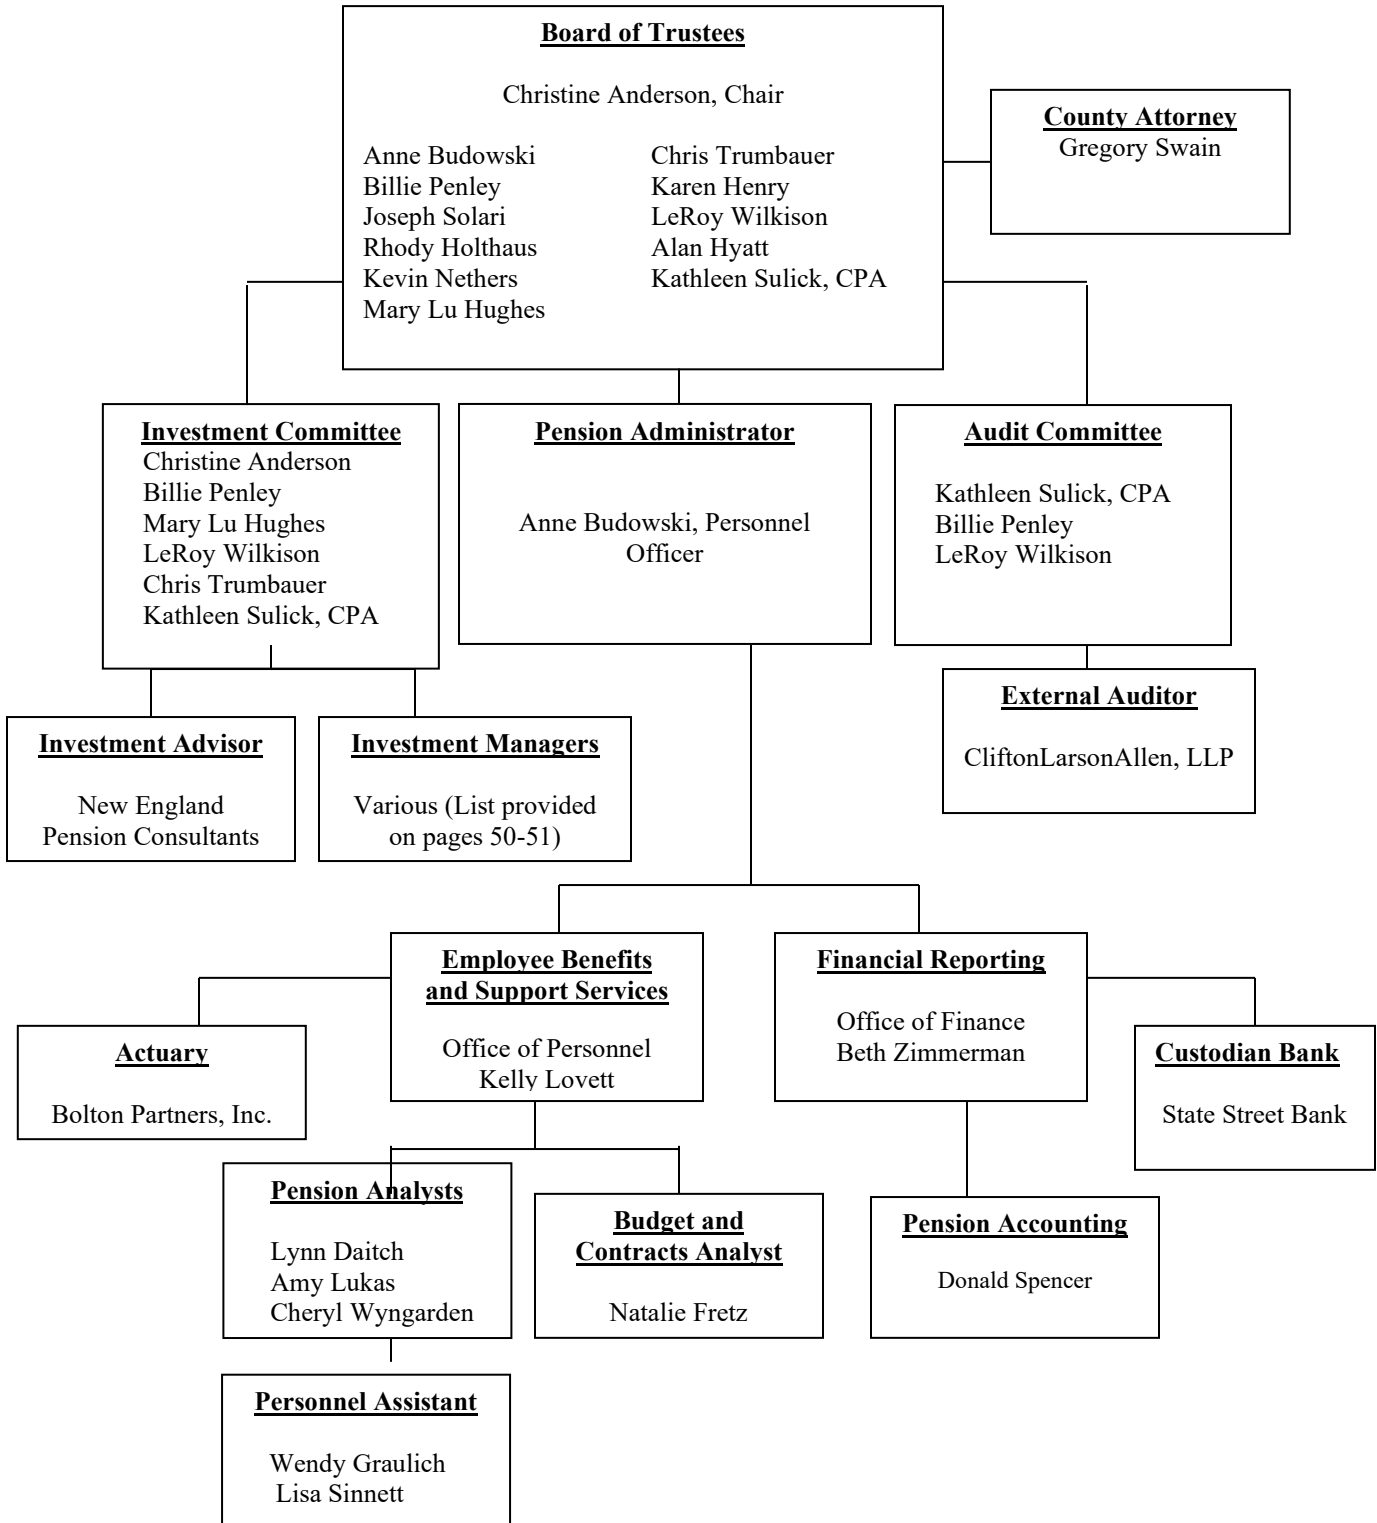 Board of Trustees
Christine Anderson, Chair
Anne Budowski
Billie Penley
Joseph Solari
Rhody Holthaus
Kevin Nethers
Mary Lu Hughes
Chris Trumbauer
Karen Henry
LeRoy Wilkison
Alan Hyatt
Kathleen Sulick, CPA
County Attorney
Gregory Swain
Investment Committee
Christine Anderson
Billie Penley
Mary Lu Hughes
LeRoy Wilkison
Chris Trumbauer
Kathleen Sulick, CPA
Pension Administrator
Anne Budowski, Personnel
Officer
Audit Committee
Kathleen Sulick, CPA
Billie Penley
LeRoy Wilkison
External Auditor
CliftonLarsonAllen, LLP
Investment Advisor
New England
Pension Consultants
Investment Managers
Various (List provided
on pages 50-51)
Employee Benefits
and Support Services
Office of Personnel
Kelly Lovett
Financial Reporting
Office of Finance
Beth Zimmerman
Actuary
Bolton Partners, Inc.
Custodian Bank
State Street Bank
Pension Analysts
Lynn Daitch
Amy Lukas
Cheryl Wyngarden
Budget and
Contracts Analyst
Natalie Fretz
Pension Accounting
Donald Spencer
Personnel Assistant
Wendy Graulich
Lisa Sinnett